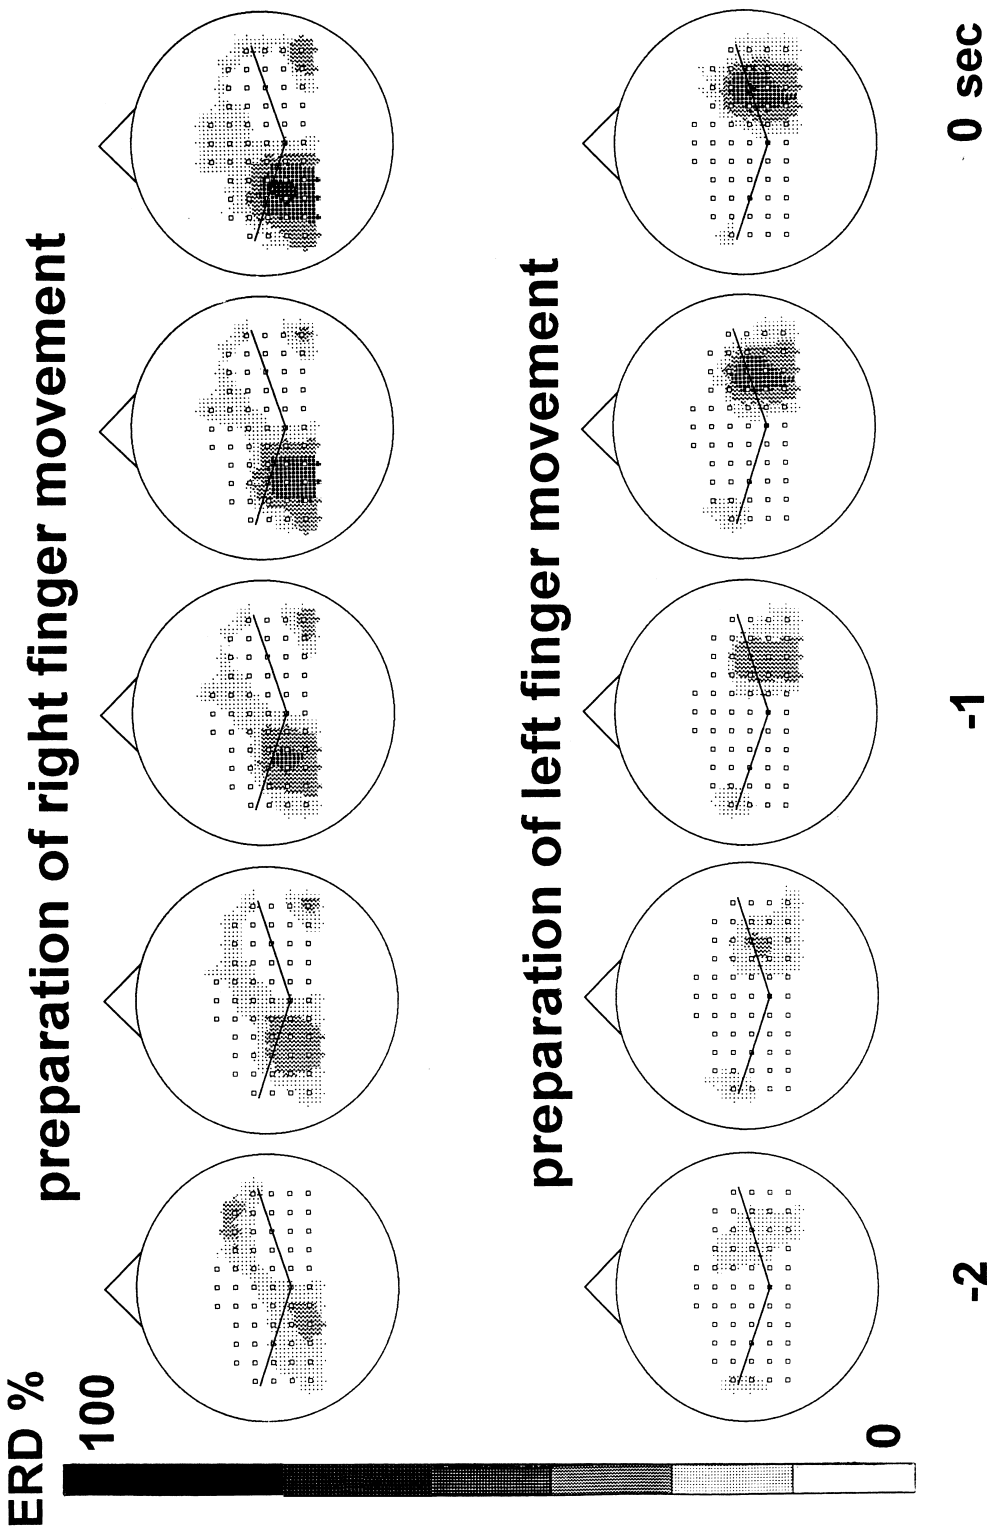 ERD %
100
0
preparation of right finger movement
preparation of left finger movement
-2
-1
0 sec